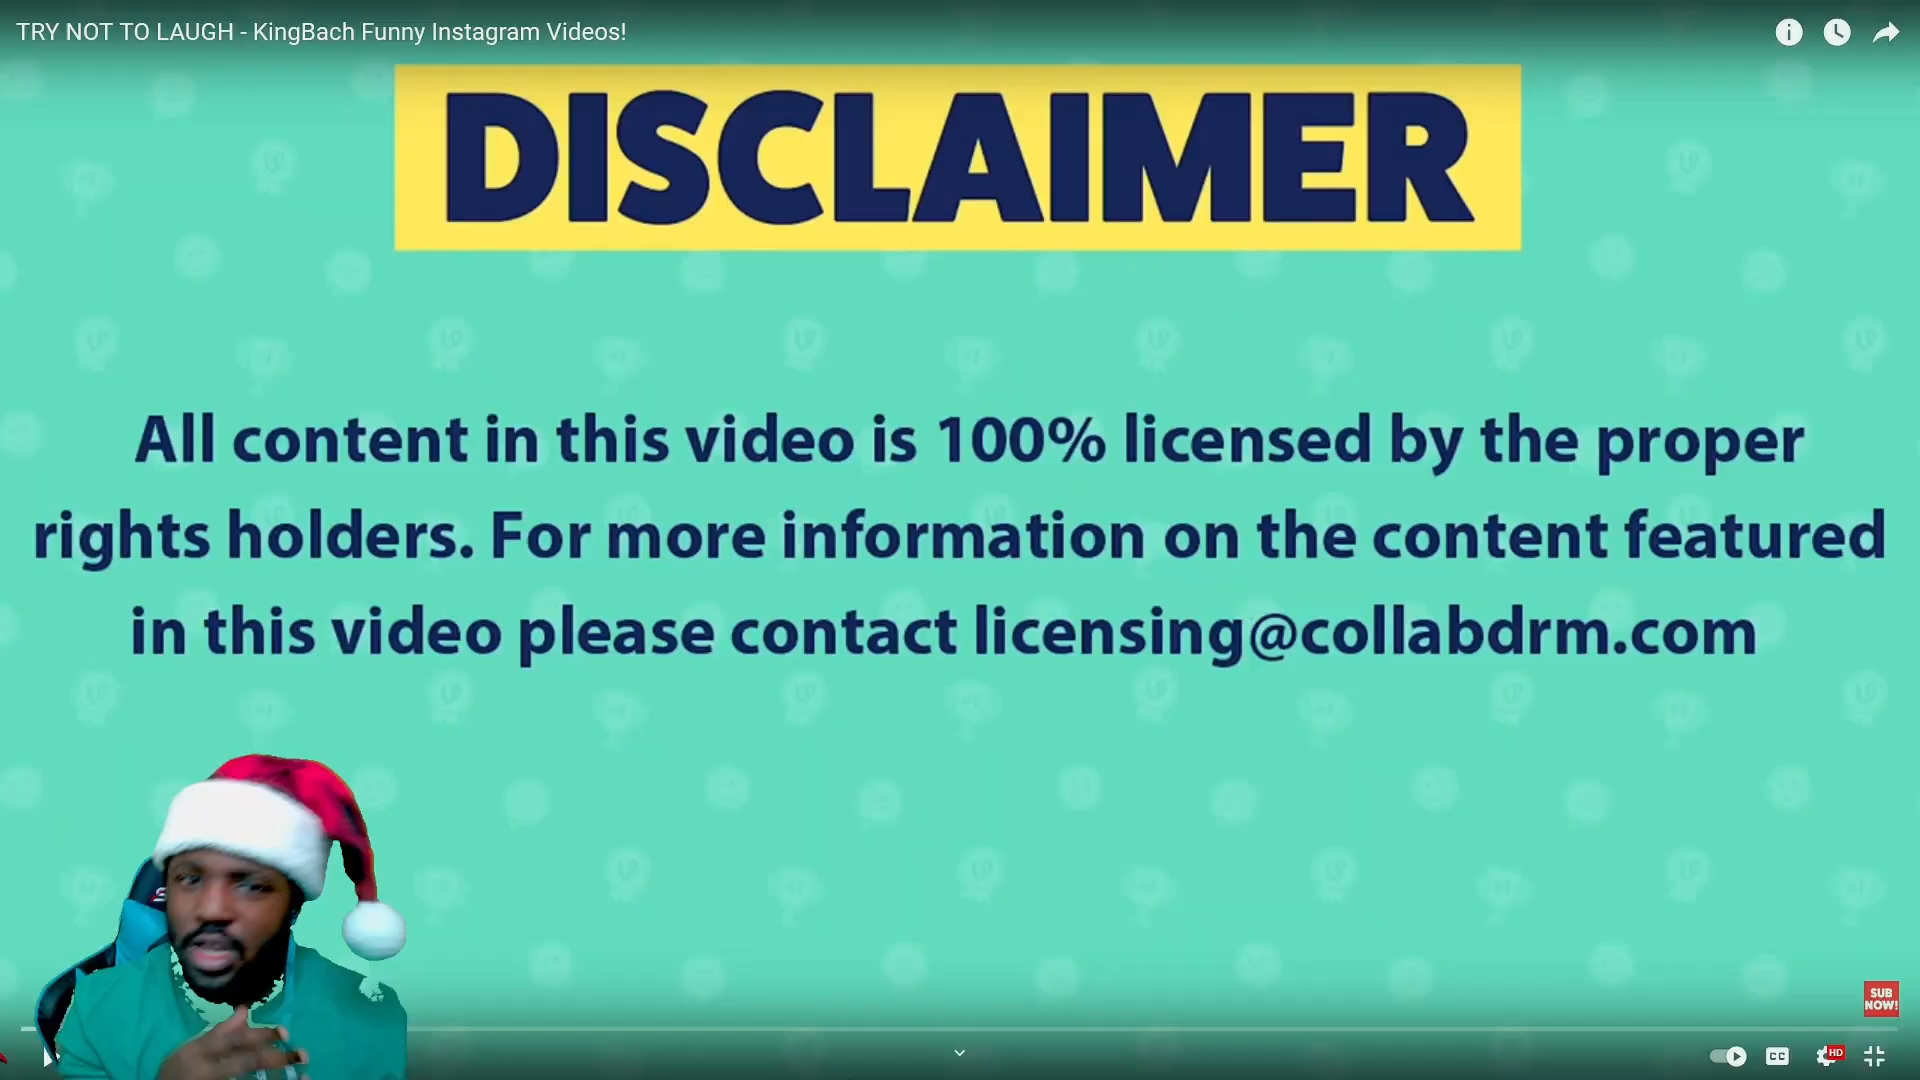 TRY NOT TO LAUGH - KingBach Funny Instagram Videos!
DISCLAIMER
All content in this video is 100% licensed by the proper
rights holders. For more information on the content featured
in this video please contact licensing@collabdrm.com
SUB
NOW!
CC
HD